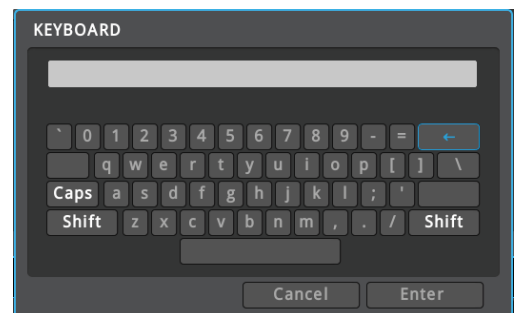 KEYBOARD
` 0 1 2 3 4 5 6 7 8 9 - = ←
q w e r t y u i o p [ ] \
Caps a s d f g h j k l ; '
Shift z x c v b n m , . / Shift
Cancel Enter